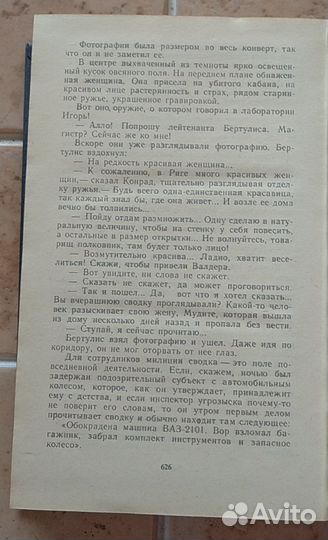 Фотография была размером во весь конверт, так
что он и не заметил ее.
В центре выхваченный из темноты ярко освещен
ный кусок овсяного поля. На переднем плане обнажен
ная женщина. Она присела на убитого кабана, на
красивом лице растерянность и страх, рядом старин
ное ружье, украшенное гравировкой.
Вот оно, оружие, о котором говорил в лаборатории
Игорь!
— Алло! Попрошу лейтенанта Бертулиса. Ма
гистр? Сейчас же ко мне!
Вскоре они уже разглядывали фотографию. Бер
тулис вздохнул:
— На редкость красивая женщина...
— К сожалению, в Риге много красивых жен
щин,— сказал Конрад, тщательно разглядывая отдел
ку ружья.— Будь всего одна-единственная красавица,
так каждый знал бы, где она живет... И возле ее дома
вечно бы толпились...
— Пойду отдам размножить... Одну сделаю в нату
ральную величину, чтобы на стенку у себя повесить,
а остальные в размер открытки... Не волнуйтесь, това
рищ полковник, там будет только лицо!
— Возмутительно красива... Ладно, хватит весе
литься! Скажи, чтобы привели Валдера.
— Вот увидите, ни слова не скажет.
— Сказать не скажет, да может проговориться.
— Так я пошел... Да, вот что я хотел сказать...
Вы вчерашнюю сводку проглядывали? Какой-то чело
век разыскивает свою жену, Мудите, которая вышла
из дому несколько дней назад и пропала без вести.
— Ступай, я сейчас прочитаю...
Бертулис взял фотографию и ушел. Даже идя по
коридору, он не мог оторвать от нее глаз.
Для сотрудников милиции сводка — это поле по
вседневной деятельности. Если, скажем, ночью был
задержан подозрительный субъект с автомобильным
колесом, которое, как он утверждает, принадлежит
ему с детства, и если инспектор угрозыска почему-то
не поверит его словам, то он утром первым делом
прочитывает сводку и обычно находит там следующее:
«Обокрадена машина ВАЗ-2101. Вор взломал ба
гажник, забрал комплект инструментов и запасное
колесо».
626
Avito